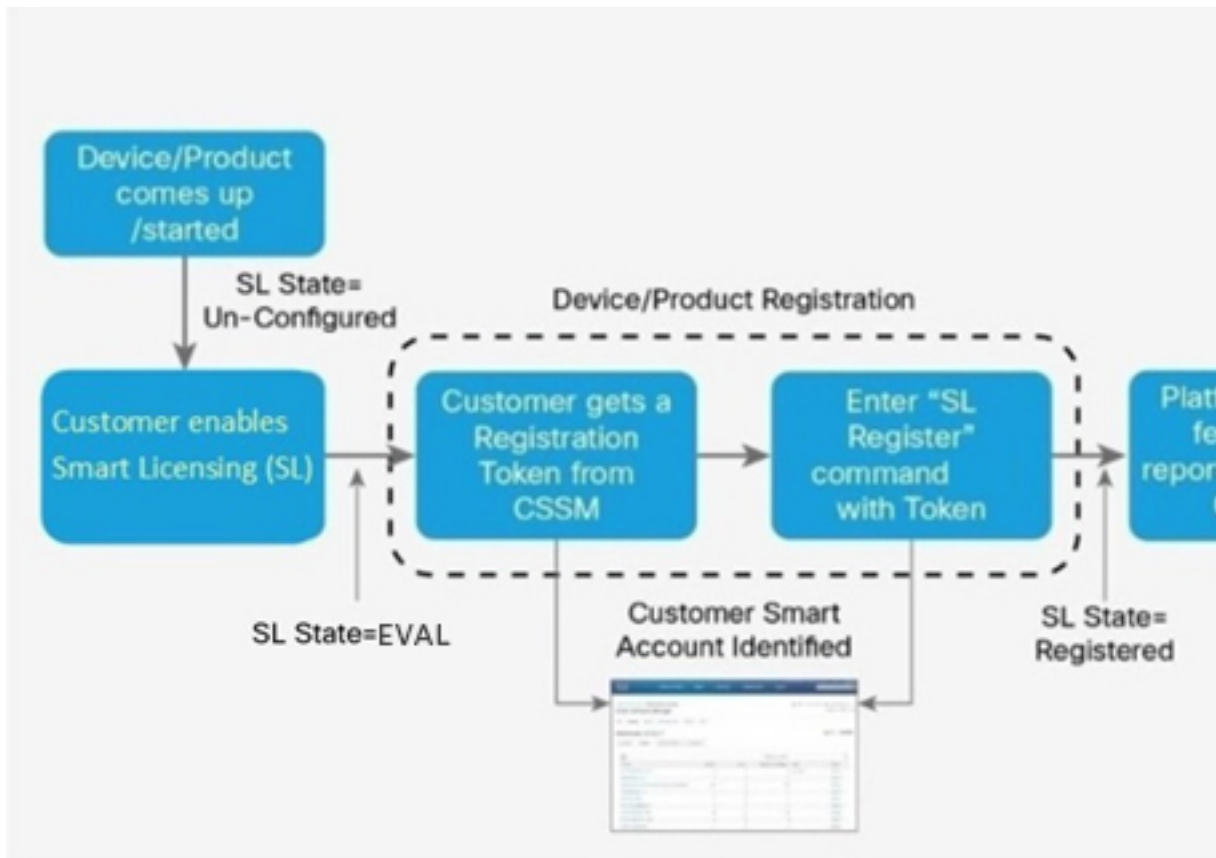 Device/Product
comes up
/started
SL State=
Un-Configured
Device/Product Registration
Customer enables
Smart Licensing (SL)
Customer gets a
Registration
Token from
CSSM
Enter “SL
Register”
command
with Token
SL State=EVAL
Customer Smart
Account Identified
SL State=
Registered